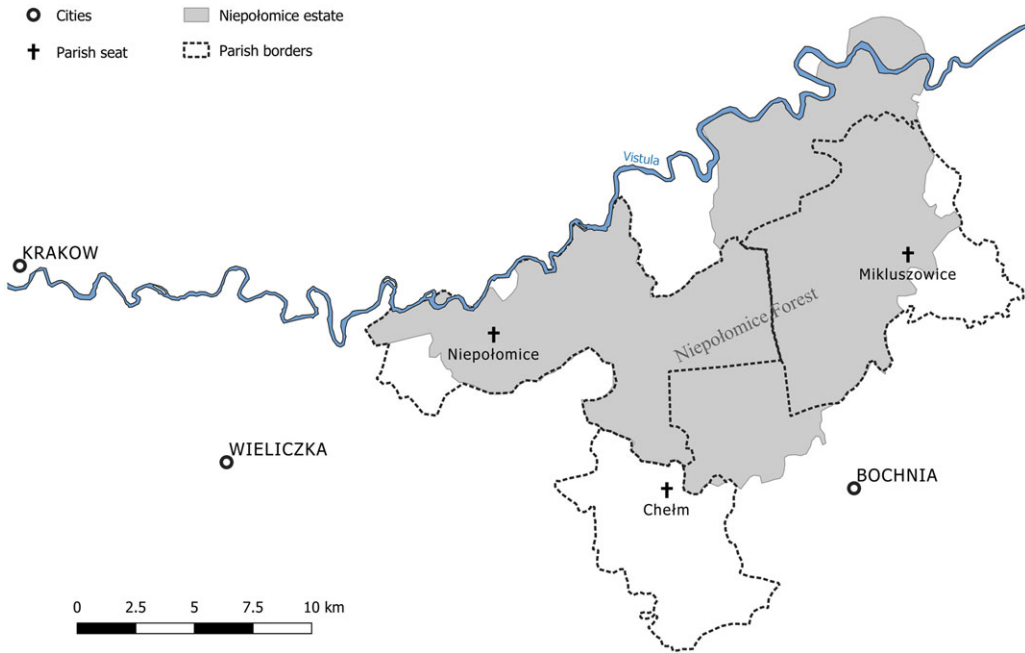 Cities
Niepołomice estate
Parish seat
Parish borders
Vistula
KRAKOW
Mikluszowice
Niepołomice Forest
Niepołomice
WIELICZKA
BOCHNIA
Chełm
0 2.5 5 7.5 10 km